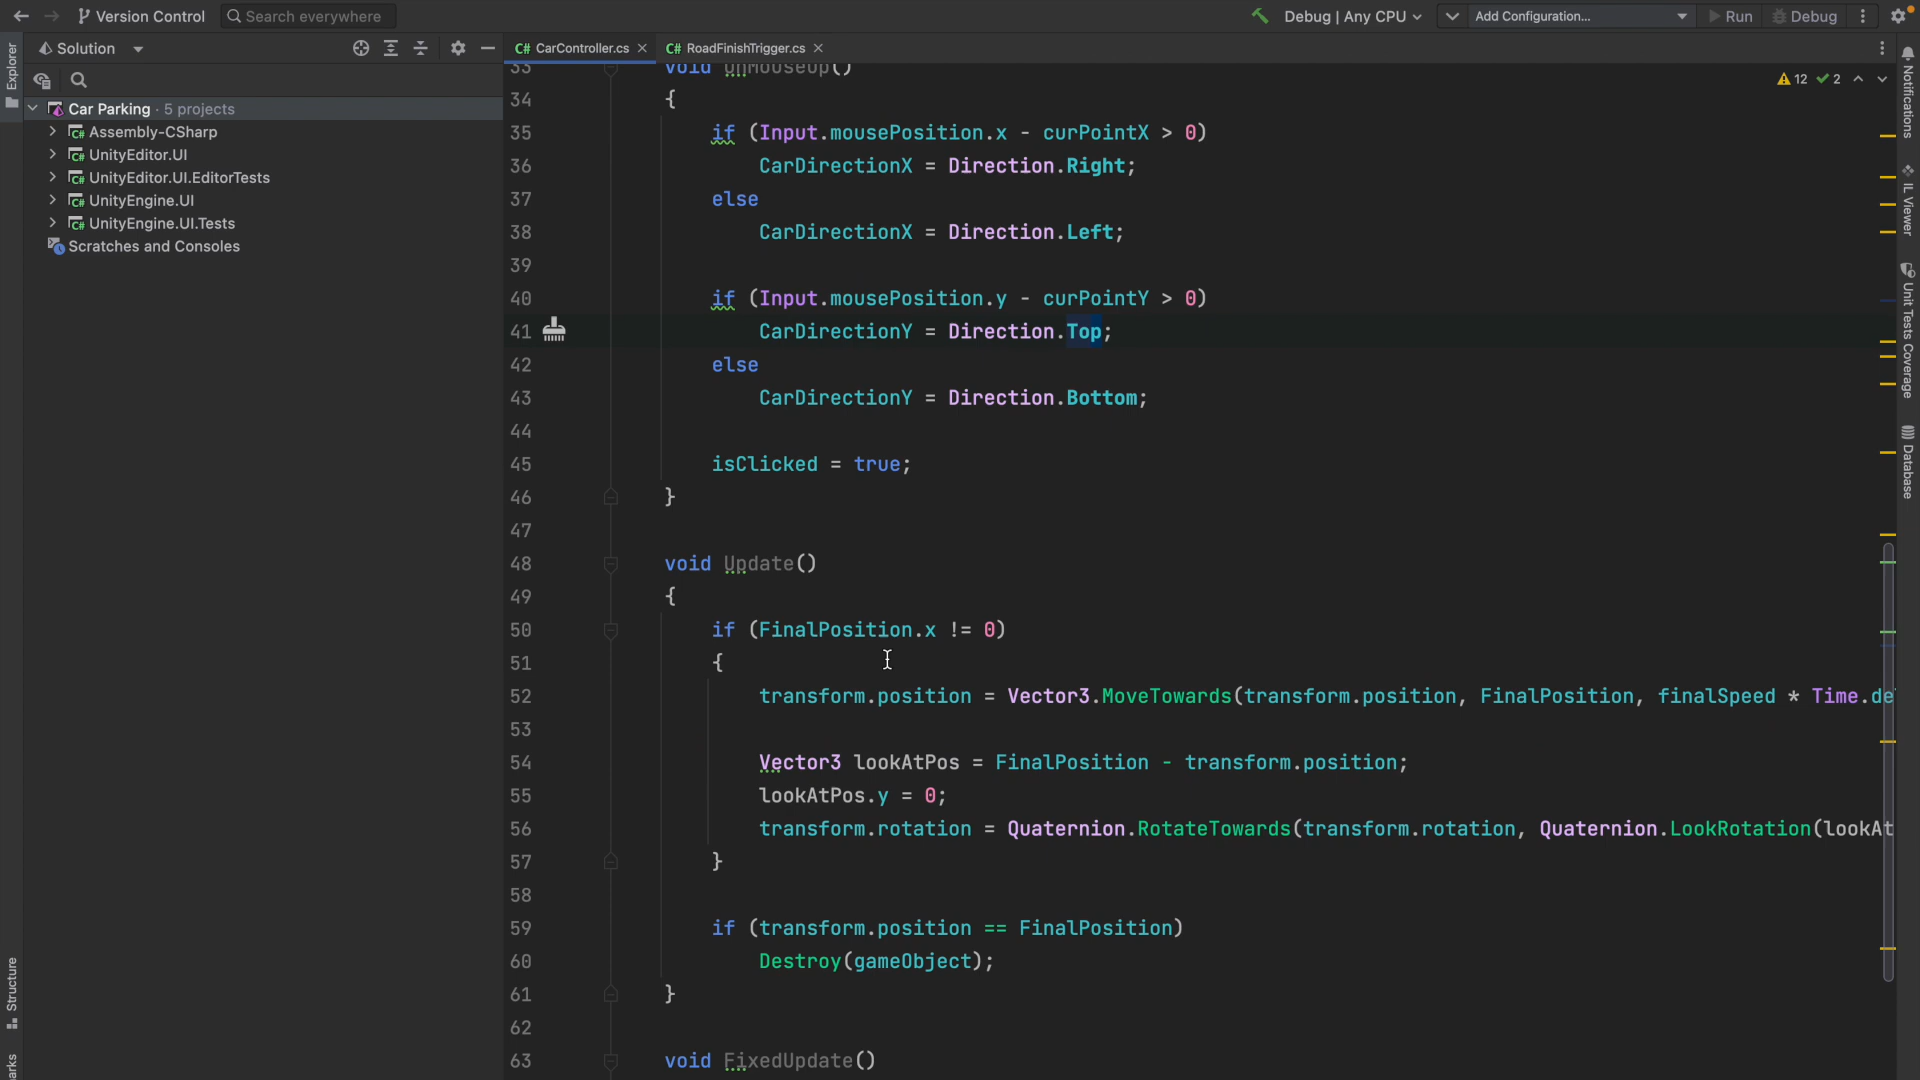 Version Control
Search everywhere
Debug | Any CPU
Add Configuration...
Run
Debug
Explorer
Solution
C# CarController.cs
C# RoadFinishTrigger.cs
Notifications
12
2
Car Parking · 5 projects
C# Assembly-CSharp
C# UnityEditor.UI
C# UnityEditor.UI.EditorTests
C# UnityEngine.UI
C# UnityEngine.UI.Tests
Scratches and Consoles
IL Viewer
Unit Tests Coverage
Database
Structure
arks
33 void OnMouseUp()
34 {
35 if (Input.mousePosition.x - curPointX > 0)
36 CarDirectionX = Direction.Right;
37 else
38 CarDirectionX = Direction.Left;
39
40 if (Input.mousePosition.y - curPointY > 0)
41 CarDirectionY = Direction.Top;
42 else
43 CarDirectionY = Direction.Bottom;
44
45 isClicked = true;
46 }
47
48 void Update()
49 {
50 if (FinalPosition.x != 0)
51 {
52 transform.position = Vector3.MoveTowards(transform.position, FinalPosition, finalSpeed * Time.de
53
54 Vector3 lookAtPos = FinalPosition - transform.position;
55 lookAtPos.y = 0;
56 transform.rotation = Quaternion.RotateTowards(transform.rotation, Quaternion.LookRotation(lookAt
57 }
58
59 if (transform.position == FinalPosition)
60 Destroy(gameObject);
61 }
62
63 void FixedUpdate()